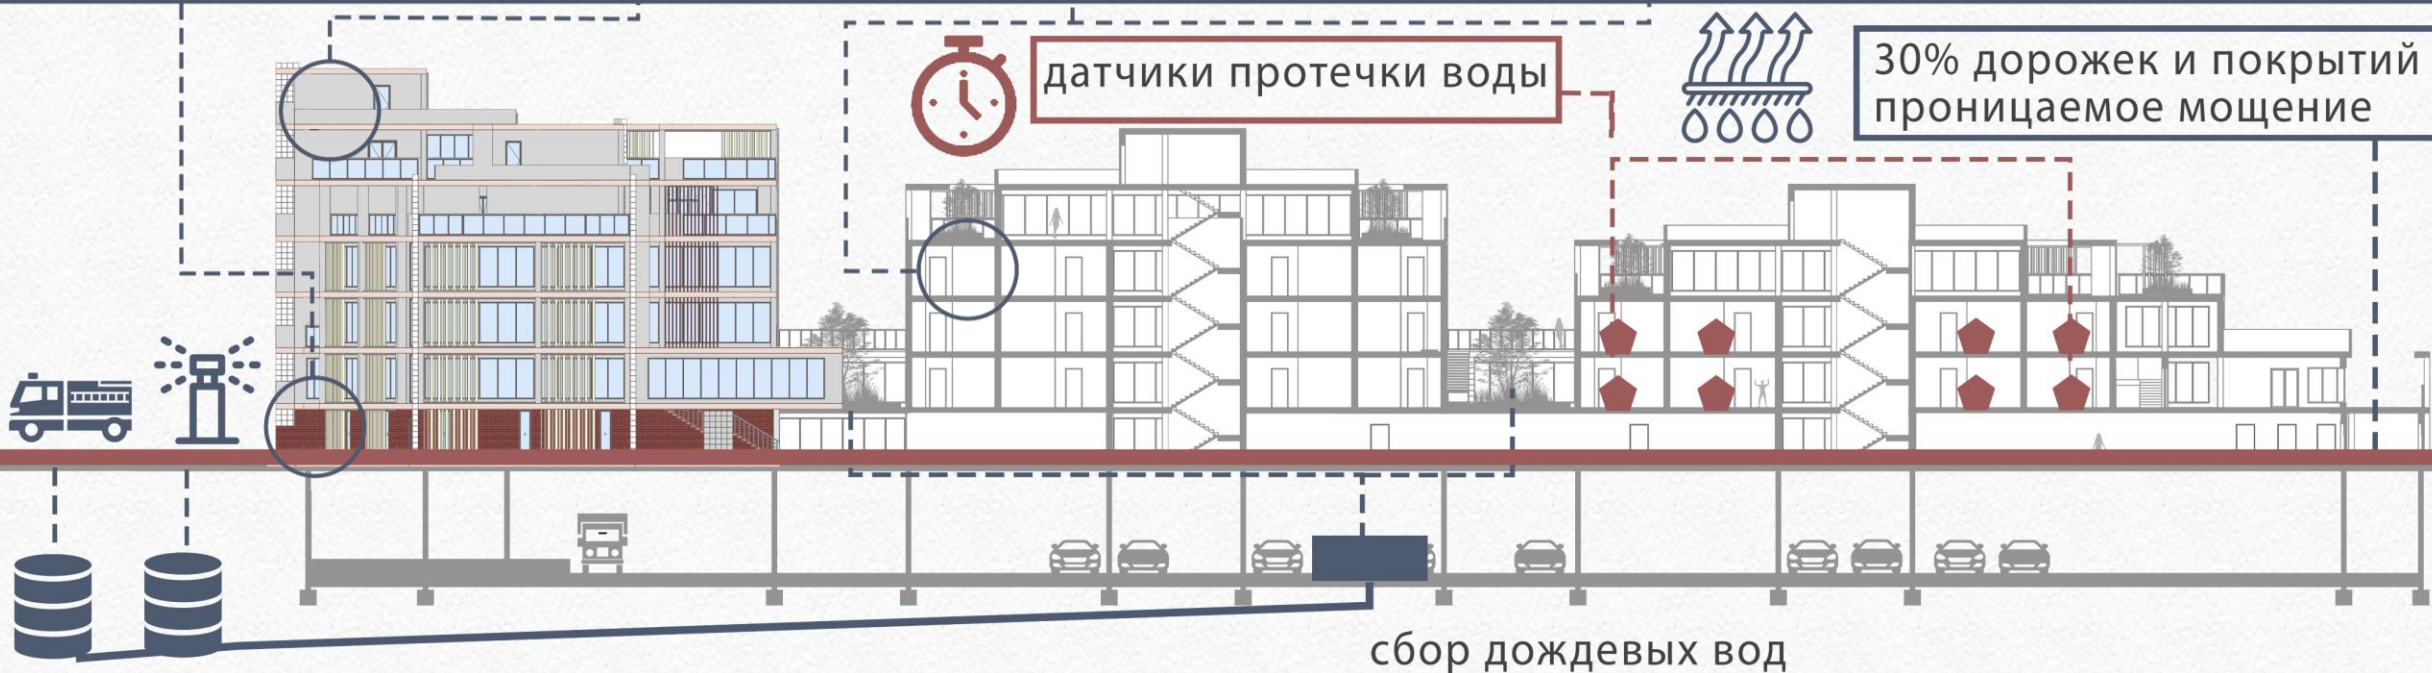 датчики протечки воды
30% дорожек и покрытий
проницаемое мощение
сбор дождевых вод